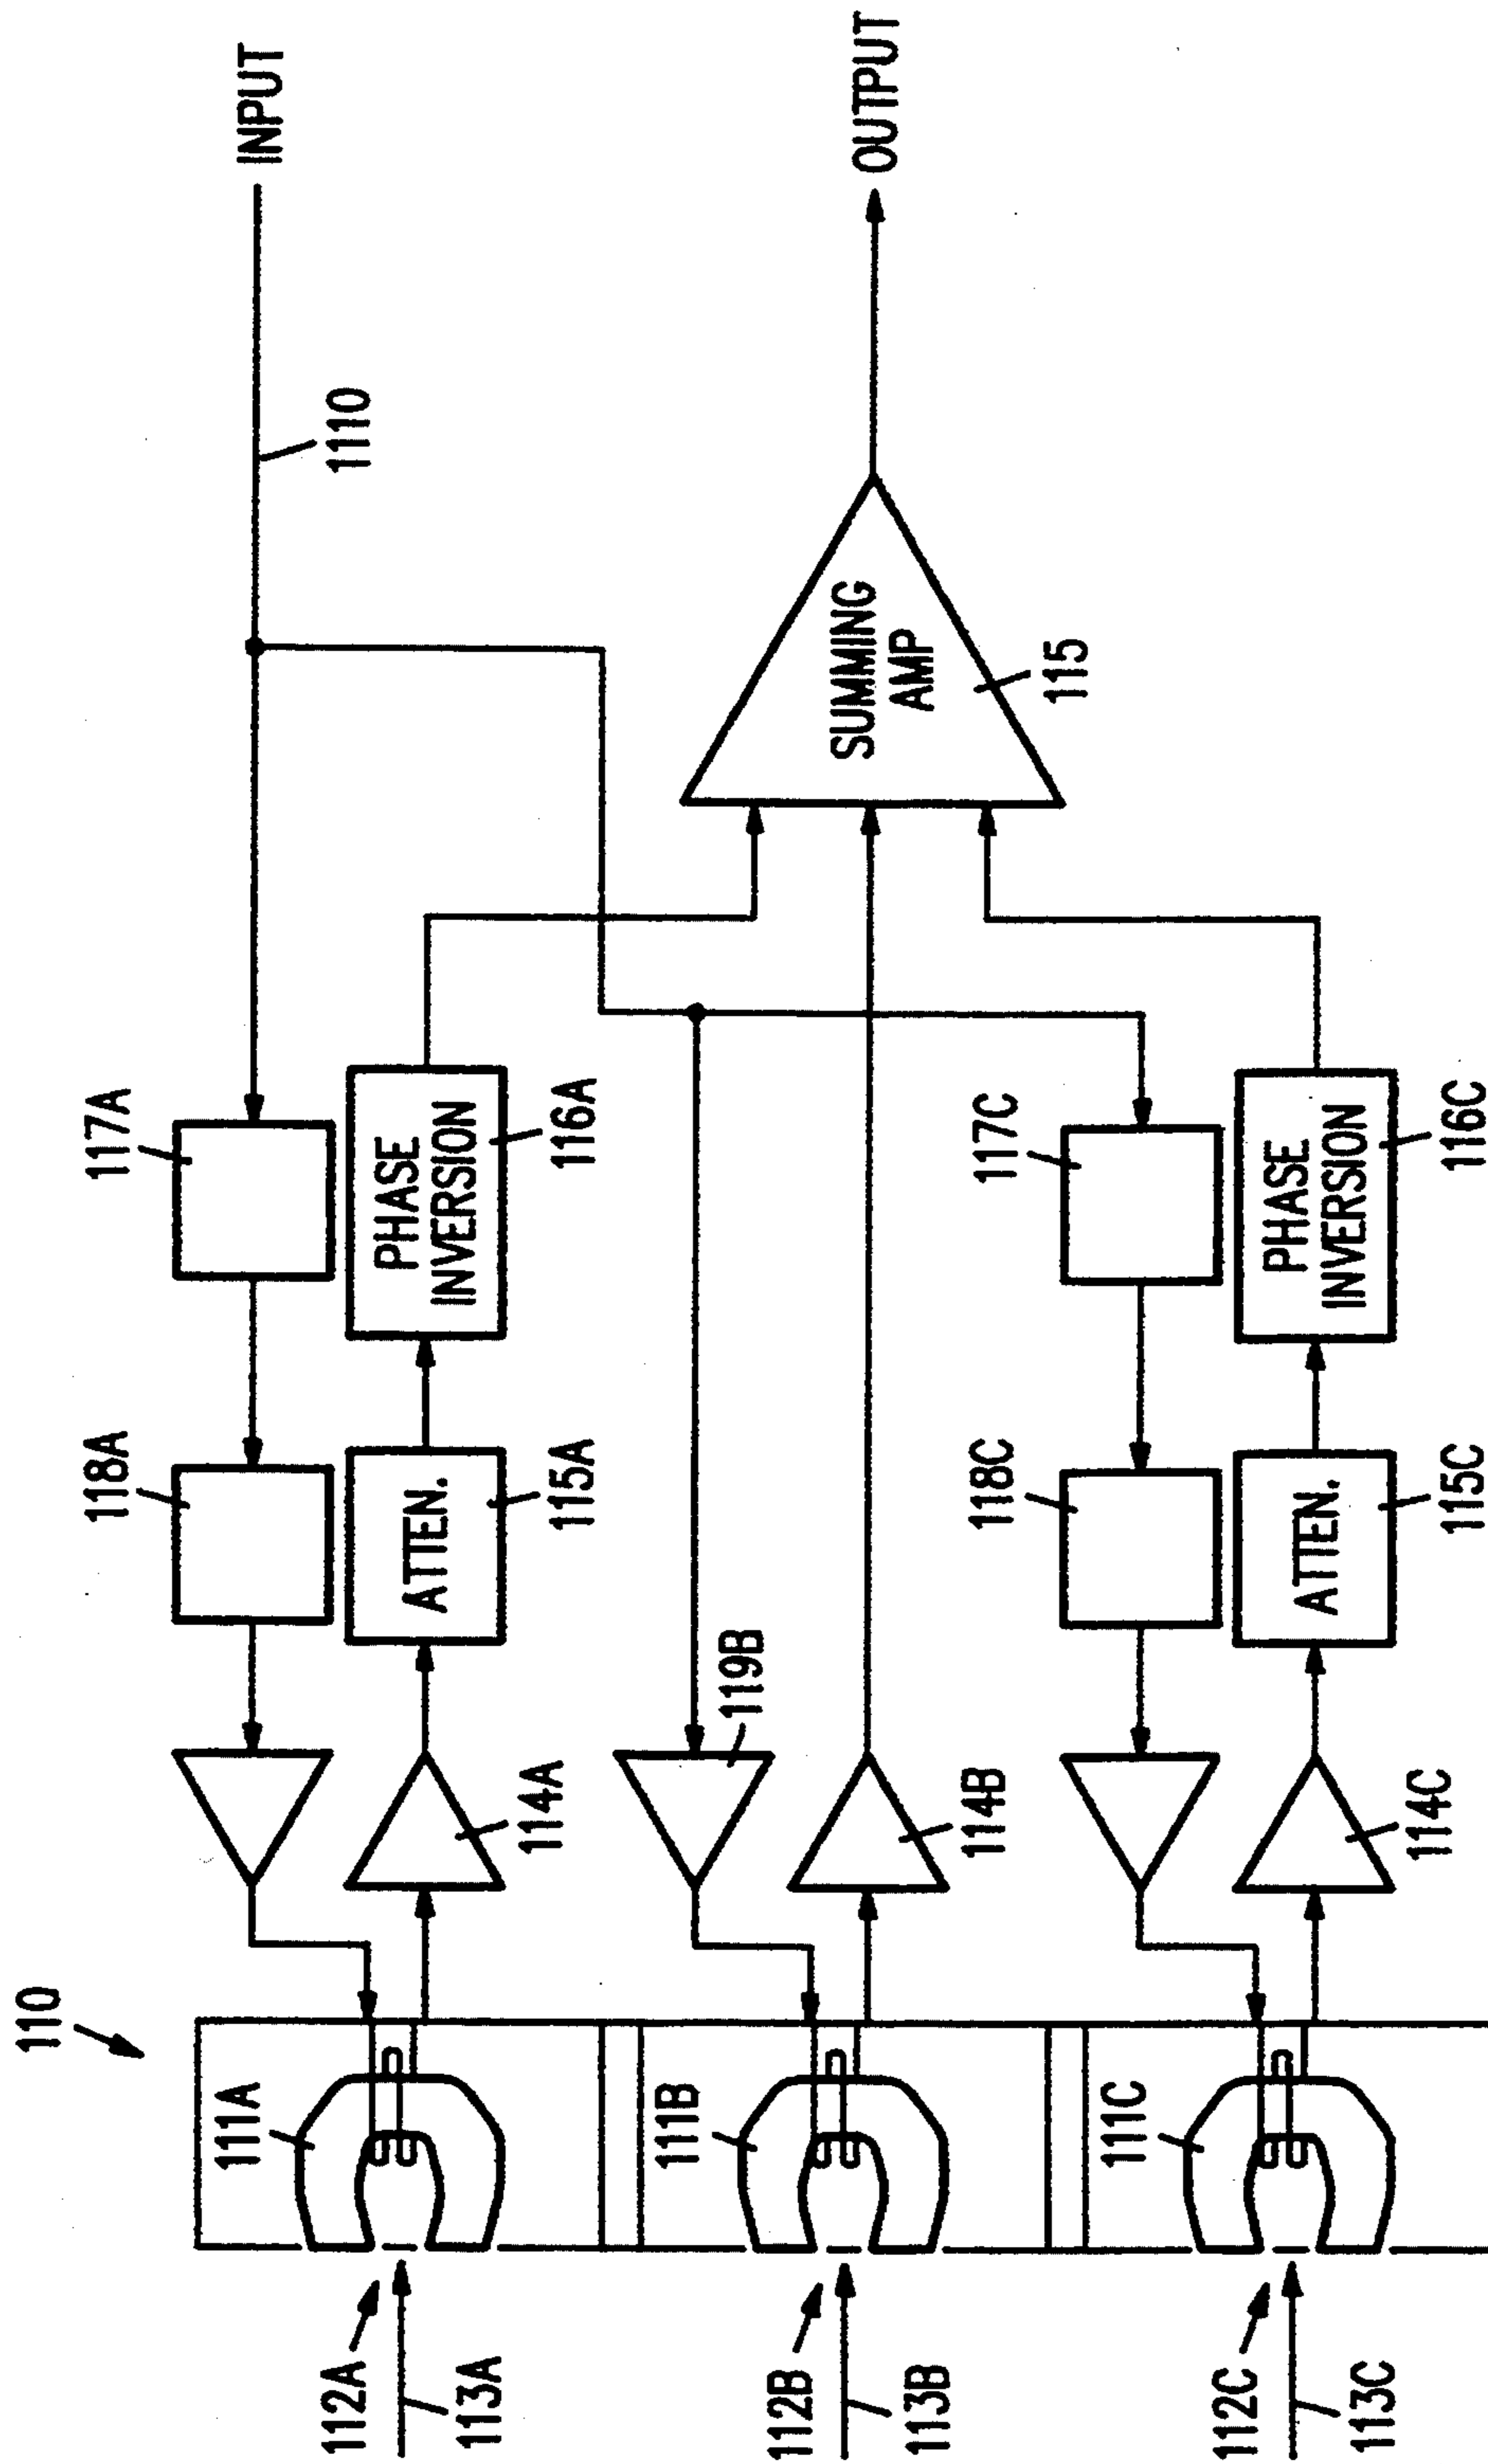 110
112A
113A
111A
118A
117A
1110
INPUT
114A
ATTEN.
115A
PHASE
INVERSION
116A
112B
113B
111B
119B
114B
SUMMING
AMP
115
OUTPUT
112C
113C
111C
118C
117C
114C
ATTEN.
115C
PHASE
INVERSION
116C